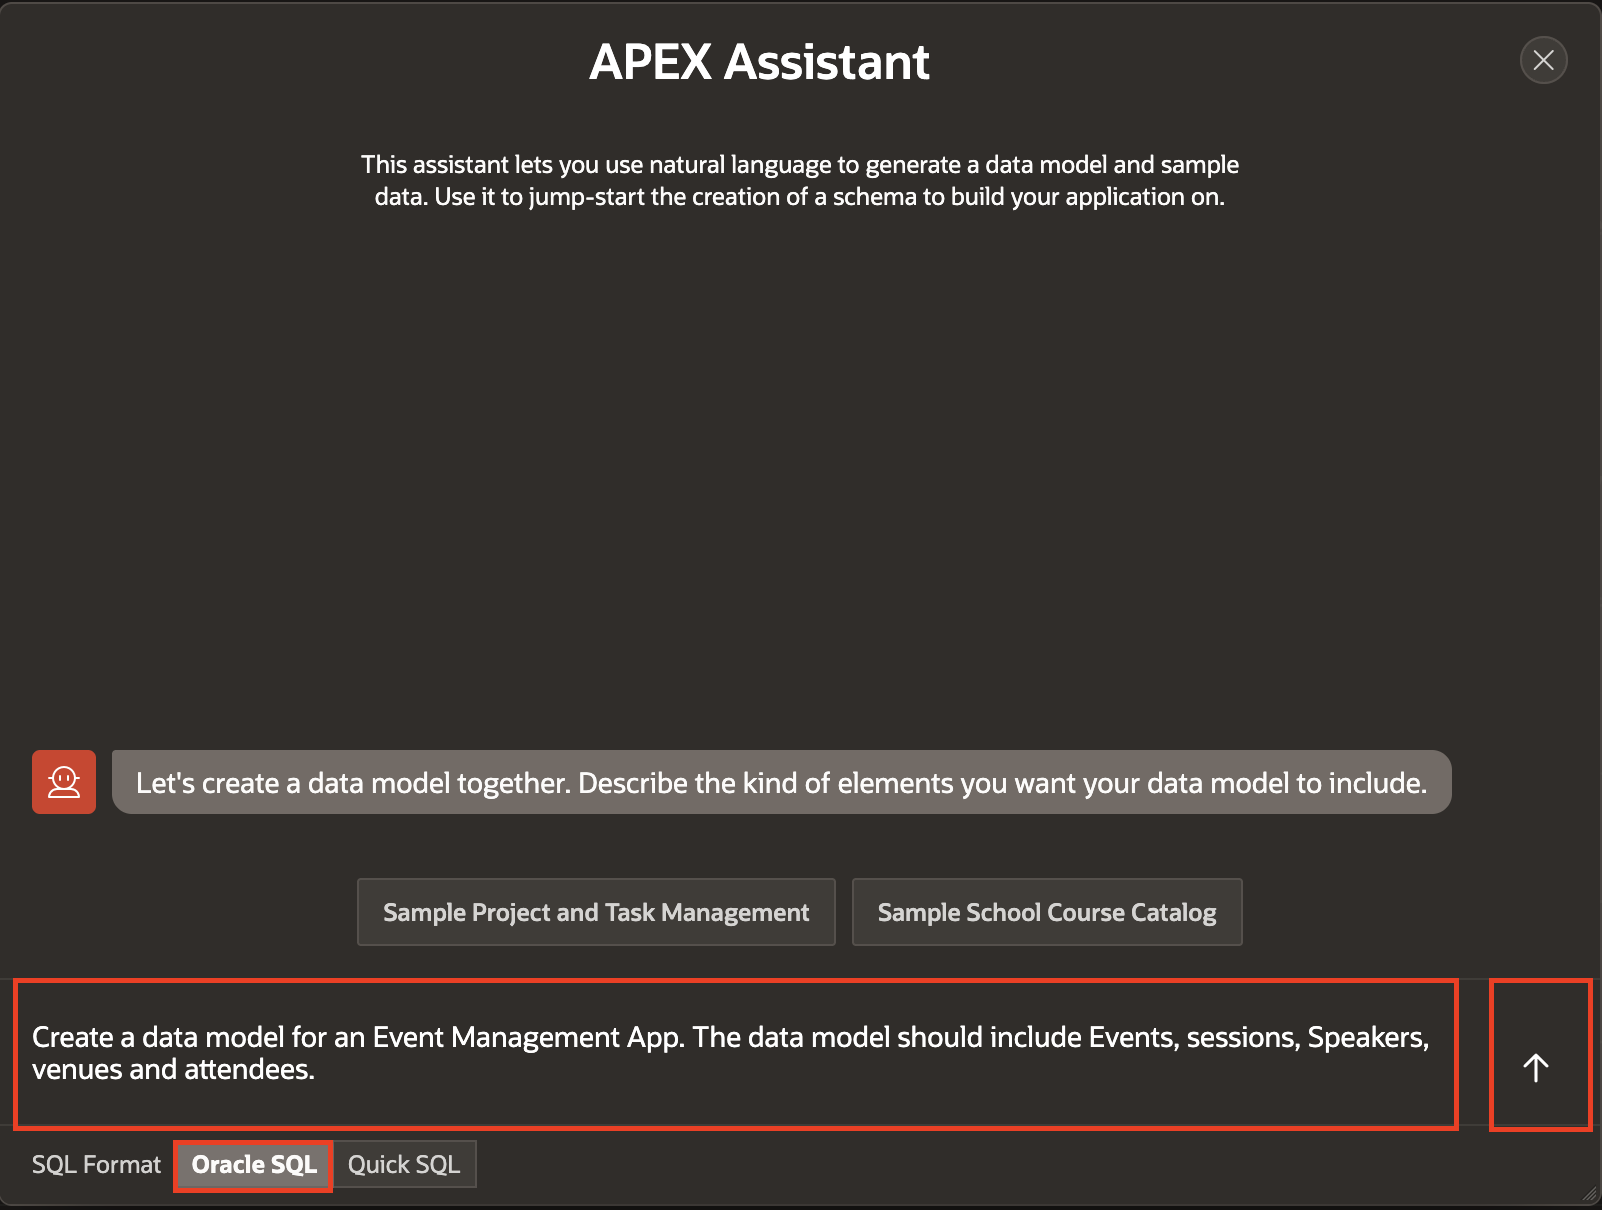 APEX Assistant
This assistant lets you use natural language to generate a data model and sample
data. Use it to jump-start the creation of a schema to build your application on.
Let's create a data model together. Describe the kind of elements you want your data model to include.
Sample Project and Task Management
Sample School Course Catalog
Create a data model for an Event Management App. The data model should include Events, sessions, Speakers,
venues and attendees.
SQL Format Oracle SQL Quick SQL